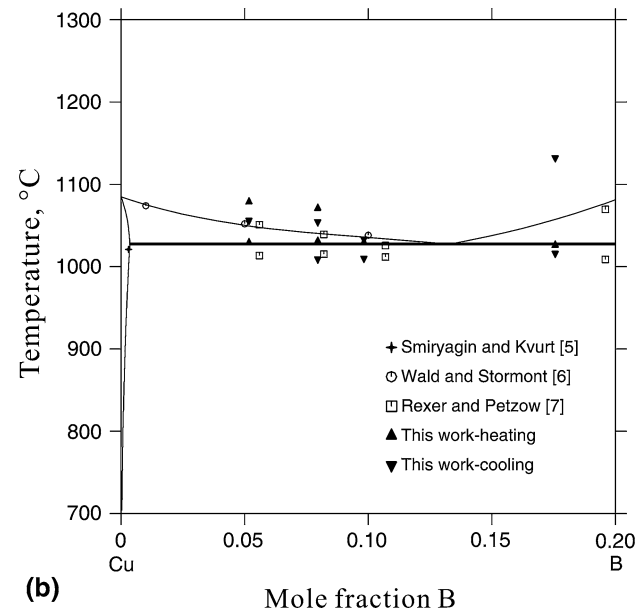 1300
1200
1100
1000
900
800
700
Temperature, °C
Smiryagin and Kvurt [5]
Wald and Stormont [6]
Rexer and Petzow [7]
This work-heating
This work-cooling
0 0.05 0.10 0.15 0.20
Cu B
(b) Mole fraction B